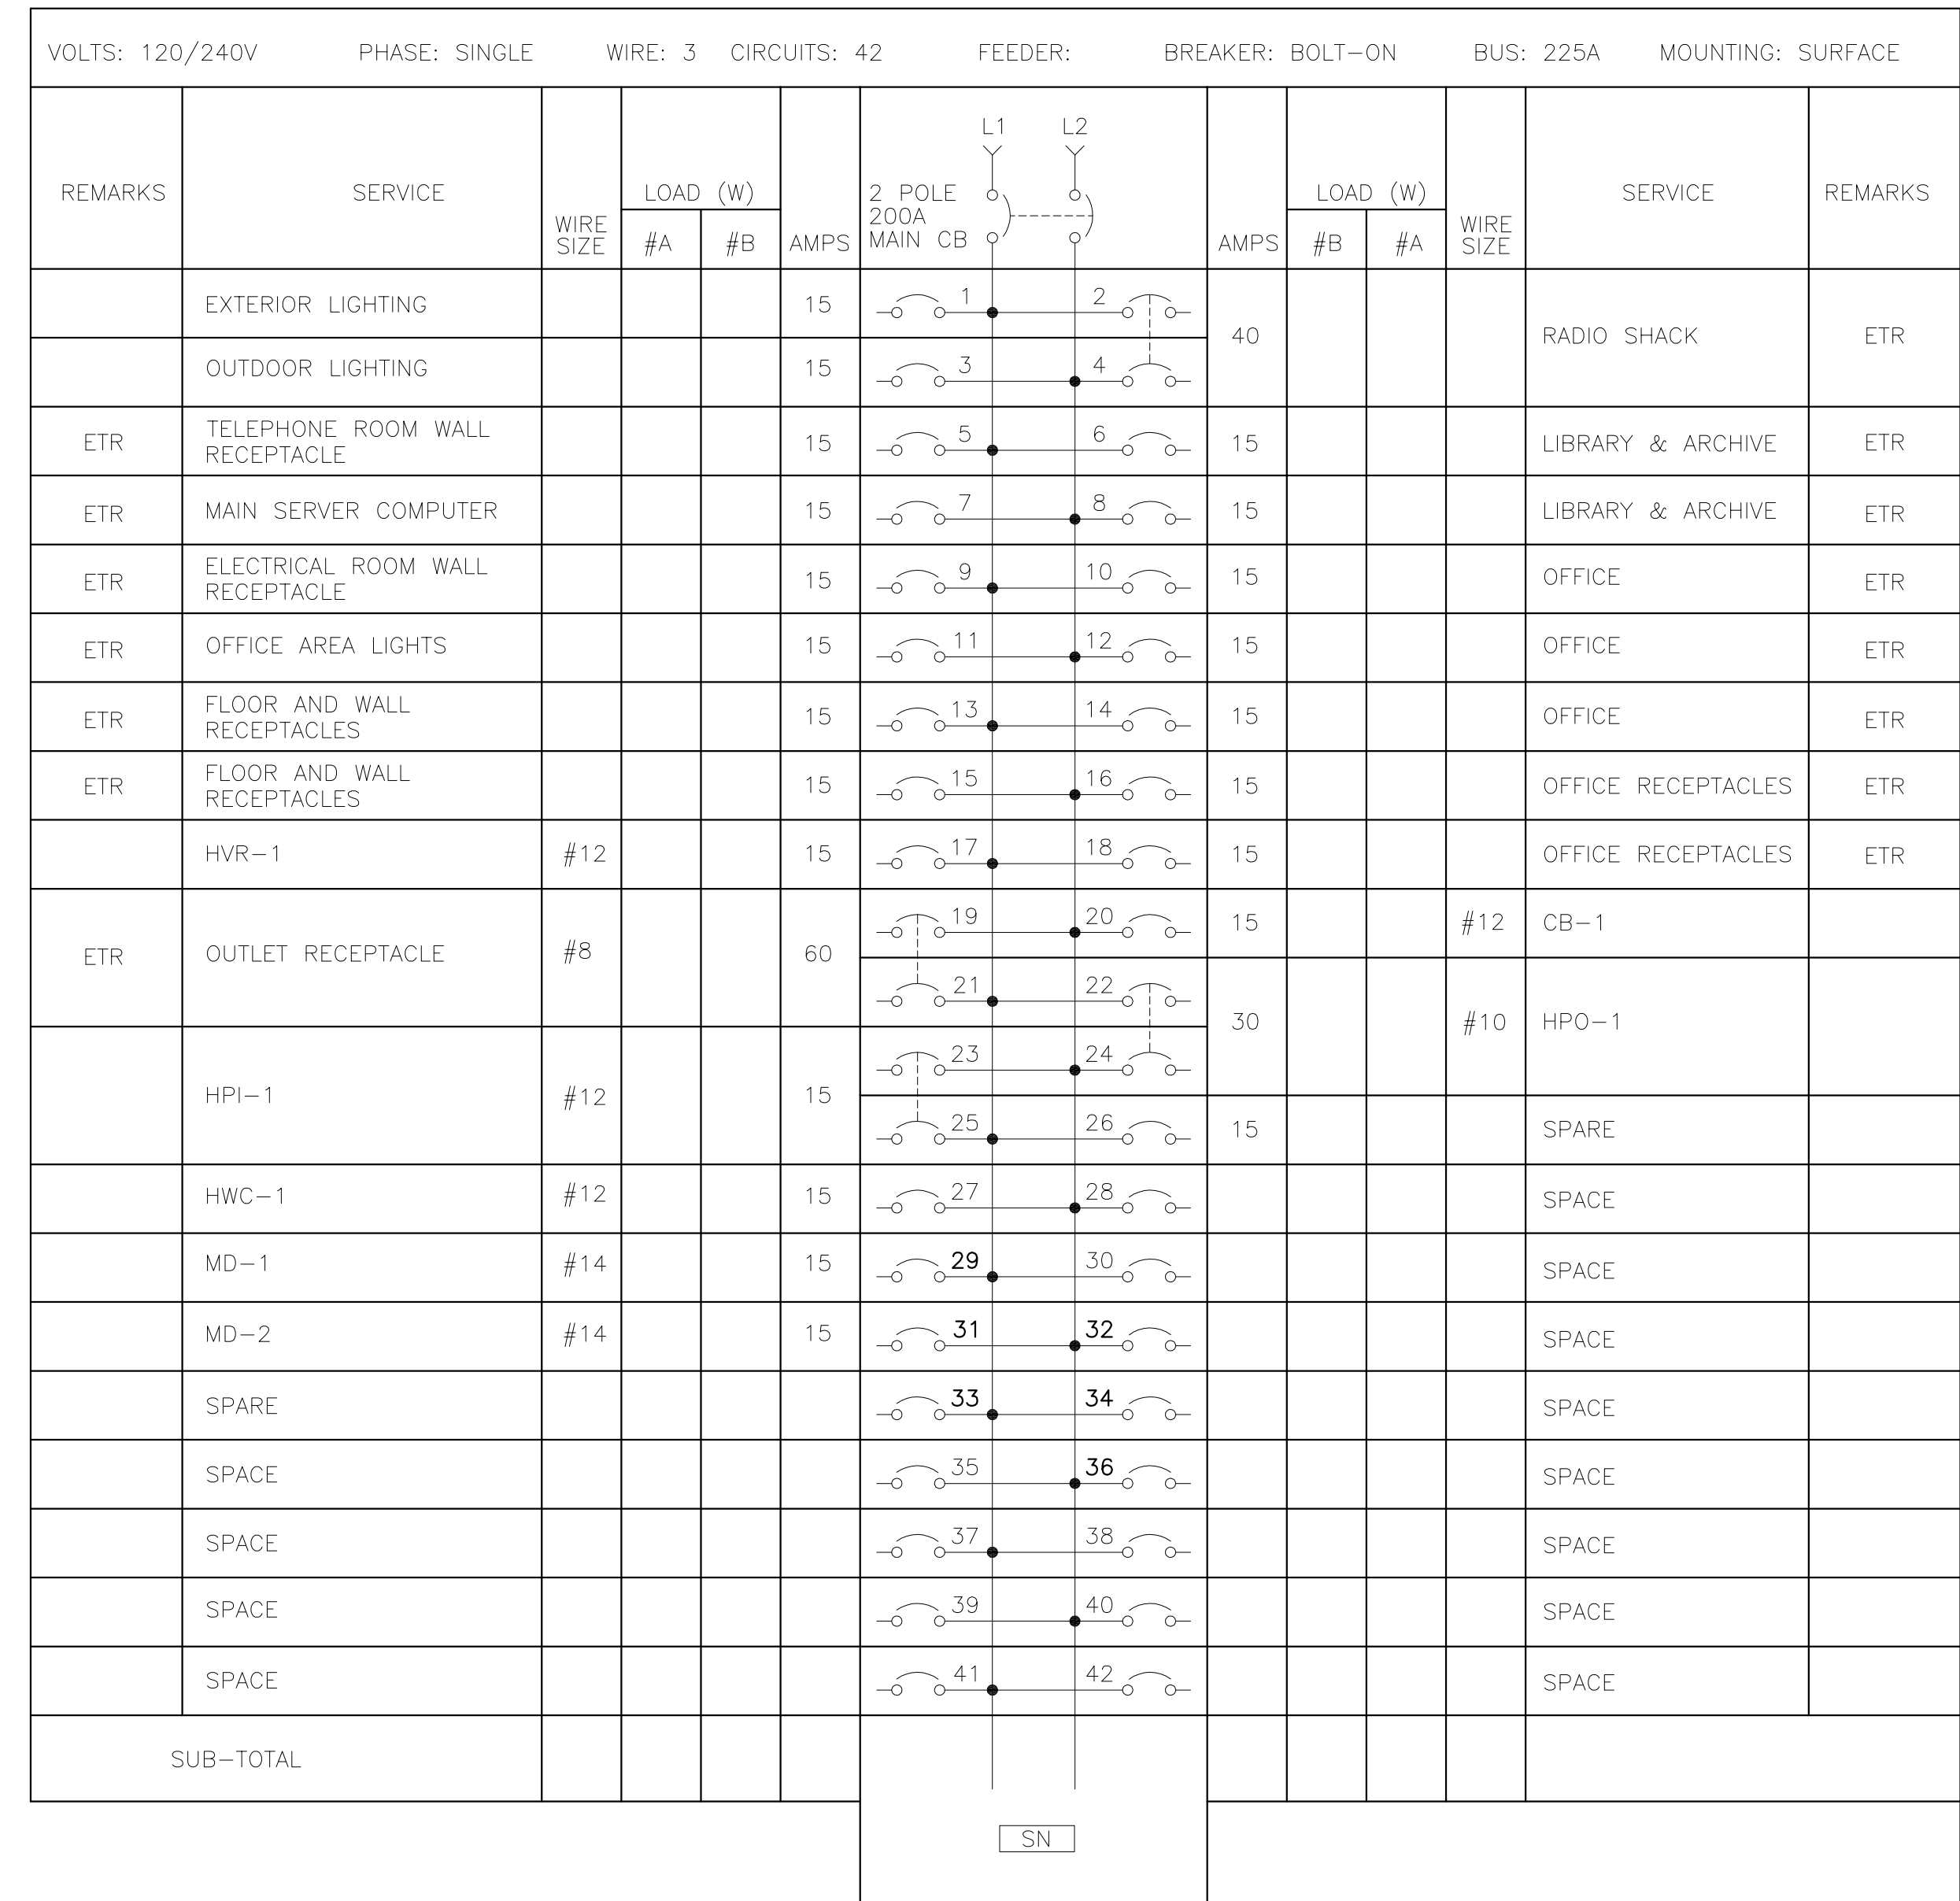 VOLTS: 120/240V PHASE: SINGLE WIRE: 3 CIRCUITS: 42 FEEDER: BREAKER: BOLT-ON BUS: 225A MOUNTING: SURFACE
L1 L2
REMARKS SERVICE WIRE SIZE LOAD (W) #A #B AMPS 2 POLE 200A MAIN CB AMPS LOAD (W) #B #A WIRE SIZE SERVICE REMARKS
EXTERIOR LIGHTING 15 1 2
40 RADIO SHACK ETR
OUTDOOR LIGHTING 15 3 4
ETR TELEPHONE ROOM WALL RECEPTACLE 15 5 6 15 LIBRARY & ARCHIVE ETR
ETR MAIN SERVER COMPUTER 15 7 8 15 LIBRARY & ARCHIVE ETR
ETR ELECTRICAL ROOM WALL RECEPTACLE 15 9 10 15 OFFICE ETR
ETR OFFICE AREA LIGHTS 15 11 12 15 OFFICE ETR
ETR FLOOR AND WALL RECEPTACLES 15 13 14 15 OFFICE ETR
ETR FLOOR AND WALL RECEPTACLES 15 15 16 15 OFFICE RECEPTACLES ETR
HVR-1 #12 15 17 18 15 OFFICE RECEPTACLES ETR
19 20 15 #12 CB-1
ETR OUTLET RECEPTACLE #8 60
21 22
30 #10 HPO-1
23 24
HPI-1 #12 15
25 26 15 SPARE
HWC-1 #12 15 27 28 SPACE
MD-1 #14 15 29 30 SPACE
MD-2 #14 15 31 32 SPACE
SPARE 33 34 SPACE
SPACE 35 36 SPACE
SPACE 37 38 SPACE
SPACE 39 40 SPACE
SPACE 41 42 SPACE
SUB-TOTAL
SN